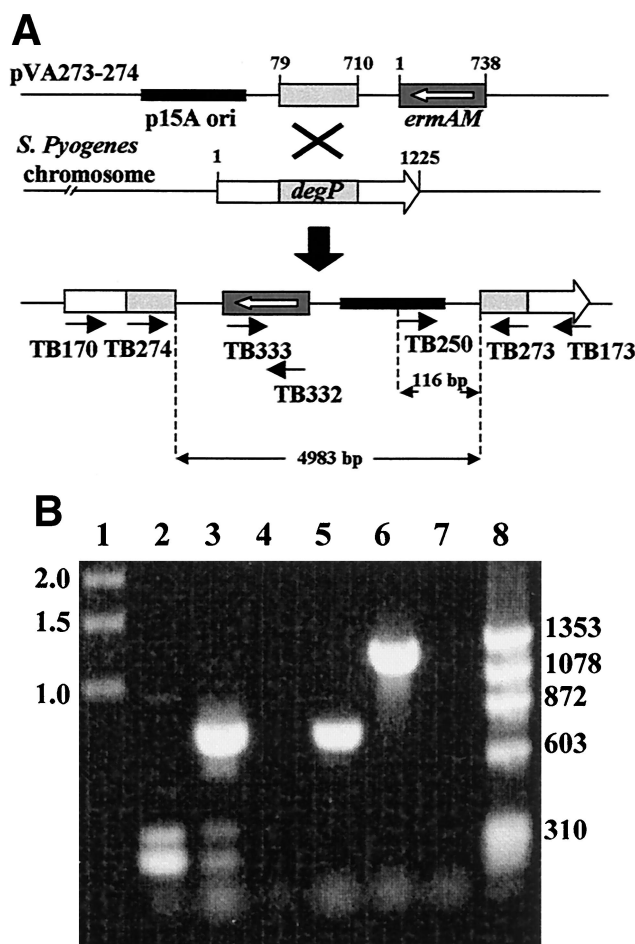 A
pVA273-274
79 710 1 738
p15A ori
ermAM
S. Pyogenes
chromosome
1 1225
degP
TB170 TB274 TB333 TB250 TB273 TB173
TB332
116 bp
4983 bp
B
1 2 3 4 5 6 7 8
2.0
1.5
1.0
1353
1078
872
603
310